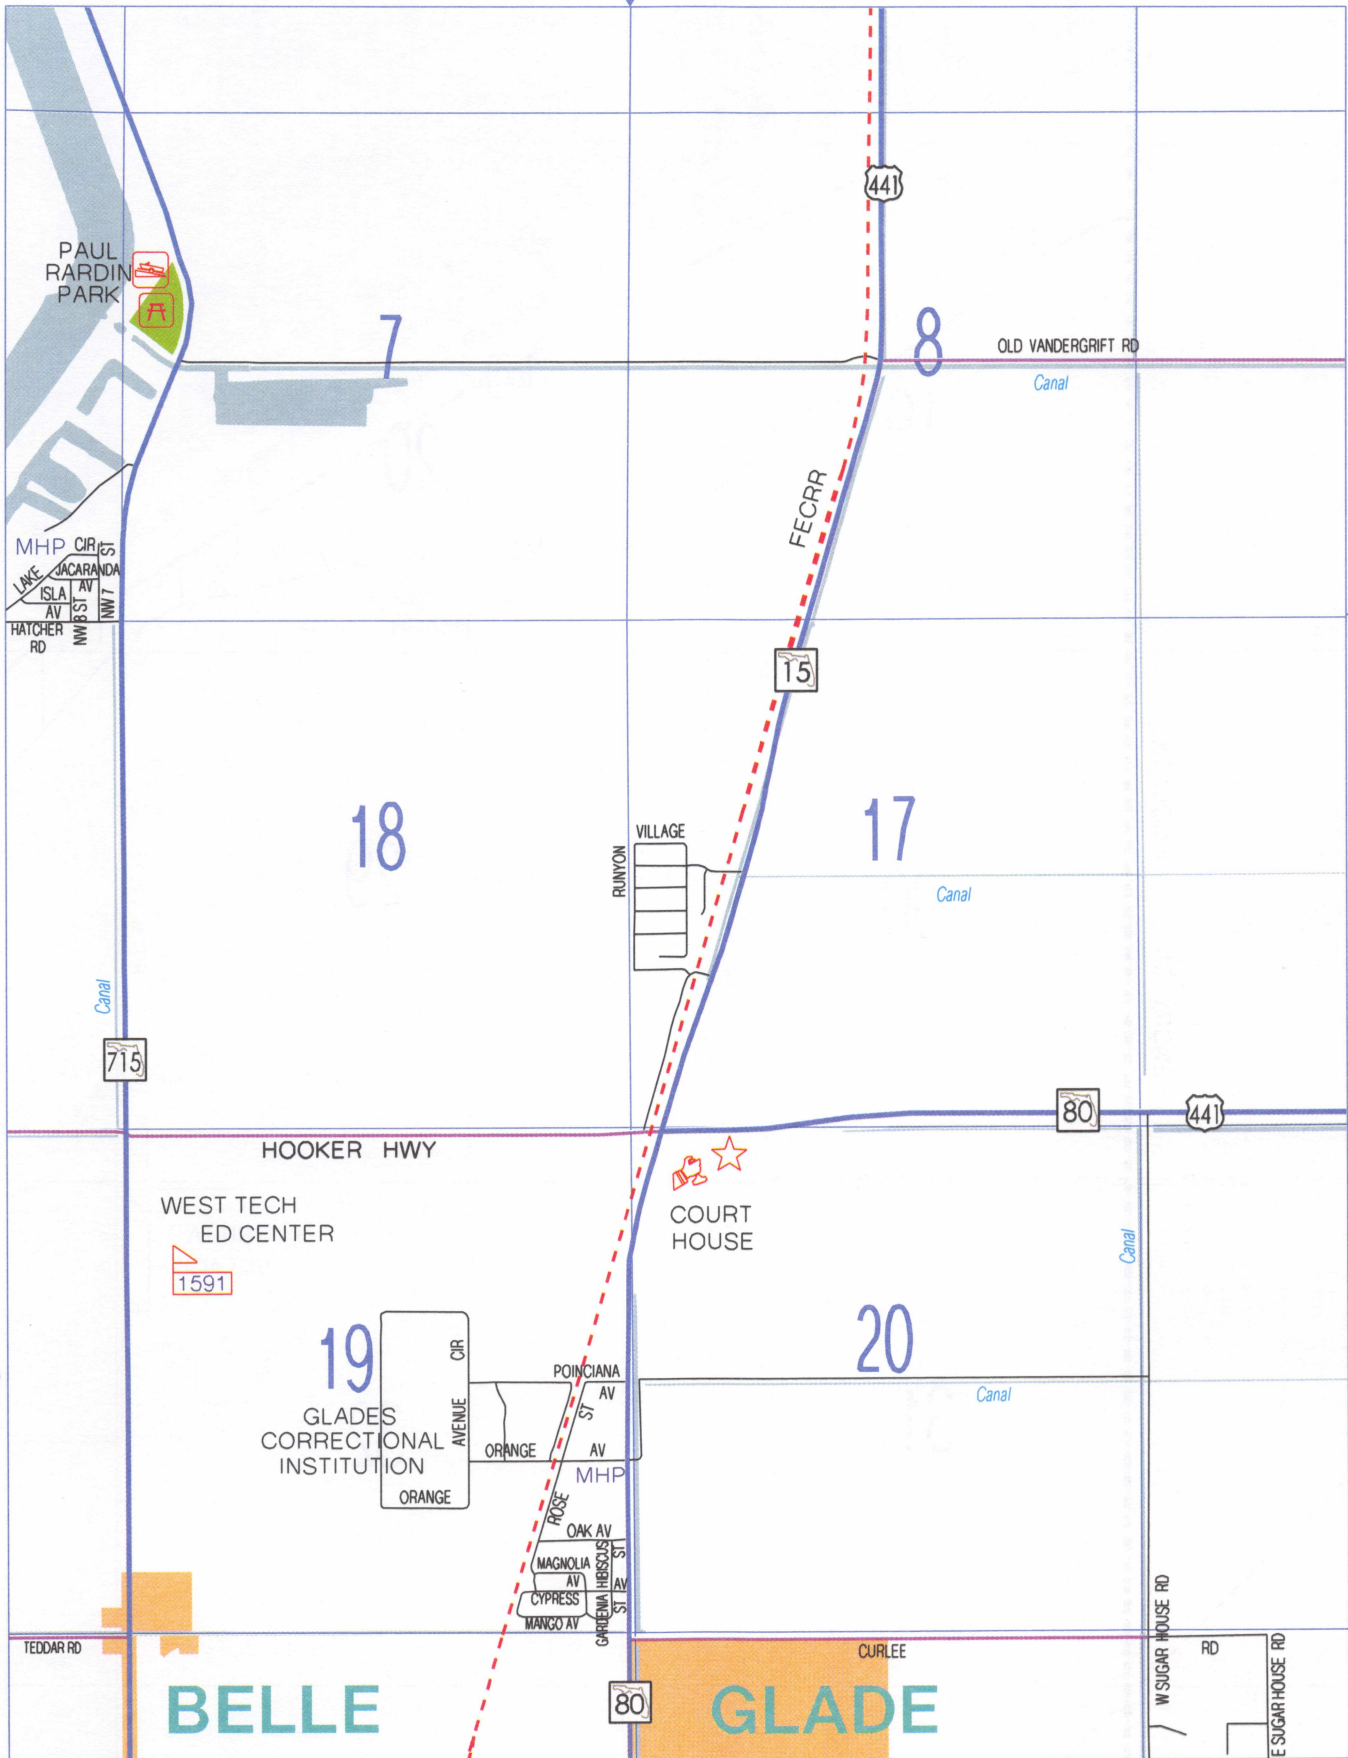 441
PAUL
RARDIN
PARK
7
8
OLD VANDERGRIFT RD
Canal
FECRR
MHP
CIR
ST
LAKE
JACARANDA
AV
ISLA
AV
NW 8 ST
NW 7
HATCHER
RD
15
18
17
VILLAGE
RUNYON
Canal
Canal
715
80
441
HOOKER HWY
WEST TECH
ED CENTER
1591
COURT
HOUSE
Canal
19
20
CIR
AVENUE
POINCIANA
AV
ST
Canal
GLADES
CORRECTIONAL
INSTITUTION
ORANGE
AV
MHP
ORANGE
ROSE
OAK AV
MAGNOLIA
AV
HIBISCUS
ST
CYPRESS
AV
MANGO AV
GARDENIA
ST
TEDDAR RD
CURLEE
RD
W SUGAR HOUSE RD
E SUGAR HOUSE RD
BELLE
GLADE
80